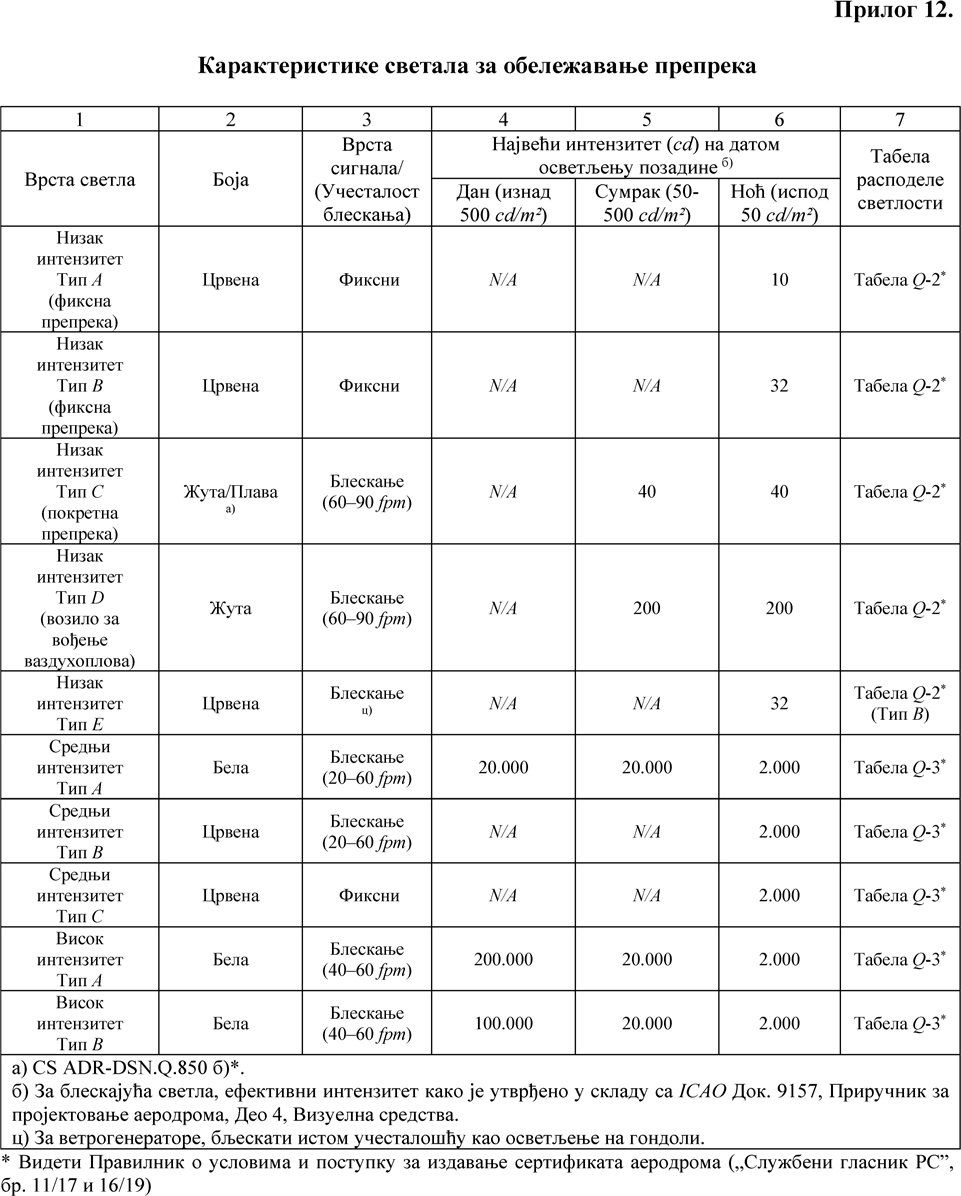 Прилог 12.
Карактеристике светала за обележавање препрека
1 2 3 4 5 6 7
Врста светла
Боја
Врста
сигнала/
(Учесталост
блескања)
Највећи интензитет (cd) на датом
осветљењу позадине б)
Дан (изнад
500 cd/m²)
Сумрак (50-
500 cd/m²)
Ноћ (испод
50 cd/m²)
Табела
расподеле
светлости
Низак
интензитет
Тип A
(фиксна
препрека)
Црвена
Фиксни
N/A
N/A
10
Табела Q-2*
Низак
интензитет
Тип B
(фиксна
препрека)
Црвена
Фиксни
N/A
N/A
32
Табела Q-2*
Низак
интензитет
Тип C
(покретна
препрека)
Жута/Плава
а)
Блескање
(60–90 fpm)
N/A
40
40
Табела Q-2*
Низак
интензитет
Тип D
(возило за
вођење
ваздухоплова)
Жута
Блескање
(60–90 fpm)
N/A
200
200
Табела Q-2*
Низак
интензитет
Тип E
Црвена
Блескање
ц)
N/A
N/A
32
Табела Q-2*
(Тип B)
Средњи
интензитет
Тип A
Бела
Блескање
(20–60 fpm)
20.000
20.000
2.000
Табела Q-3*
Средњи
интензитет
Тип B
Црвена
Блескање
(20–60 fpm)
N/A
N/A
2.000
Табела Q-3*
Средњи
интензитет
Тип C
Црвена
Фиксни
N/A
N/A
2.000
Табела Q-3*
Висок
интензитет
Тип A
Бела
Блескање
(40–60 fpm)
200.000
20.000
2.000
Табела Q-3*
Висок
интензитет
Тип B
Бела
Блескање
(40–60 fpm)
100.000
20.000
2.000
Табела Q-3*
а) CS ADR-DSN.Q.850 б)*.
б) За блескајућа светла, ефективни интензитет како је утврђено у складу са ICAO Док. 9157, Приручник за
пројектовање аеродрома, Део 4, Визуелна средства.
ц) За ветрогенераторе, бљескати истом учесталошћу као осветљење на гондоли.
* Видети Правилник о условима и поступку за издавање сертификата аеродрома („Службени гласник РС”,
бр. 11/17 и 16/19)